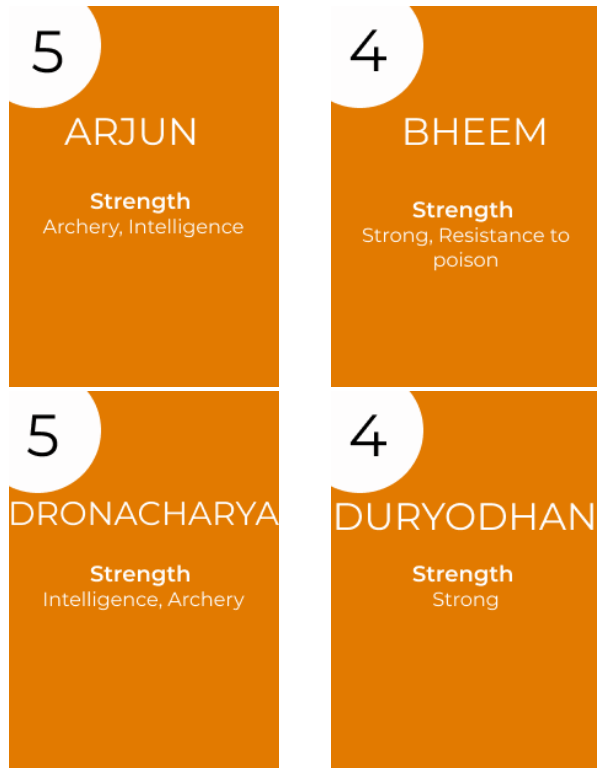 5
ARJUN
Strength
Archery, Intelligence
4
BHEEM
Strength
Strong, Resistance to
poison
5
DRONACHARYA
Strength
Intelligence, Archery
4
DURYODHAN
Strength
Strong